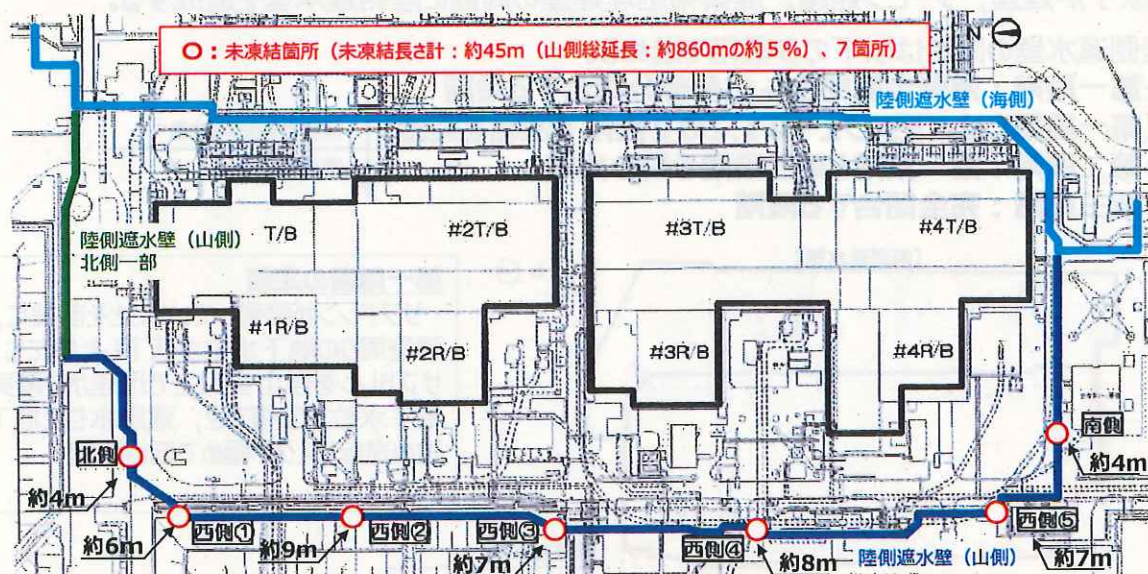 N
〇:未凍結箇所(未凍結長さ計:約45m(山側総延長:約860mの約5%)、7箇所)
陸側遮水壁(海側)
陸側遮水壁(山側)
北側一部
T/B
#2T/B
#3T/B
#4T/B
#1R/B
#2R/B
#3R/B
#4R/B
北側
約4m
南側
約4m
約6m
西側①
約9m
西側②
西側③
約7m
西側④
約8m
西側⑤
約7m
陸側遮水壁(山側)